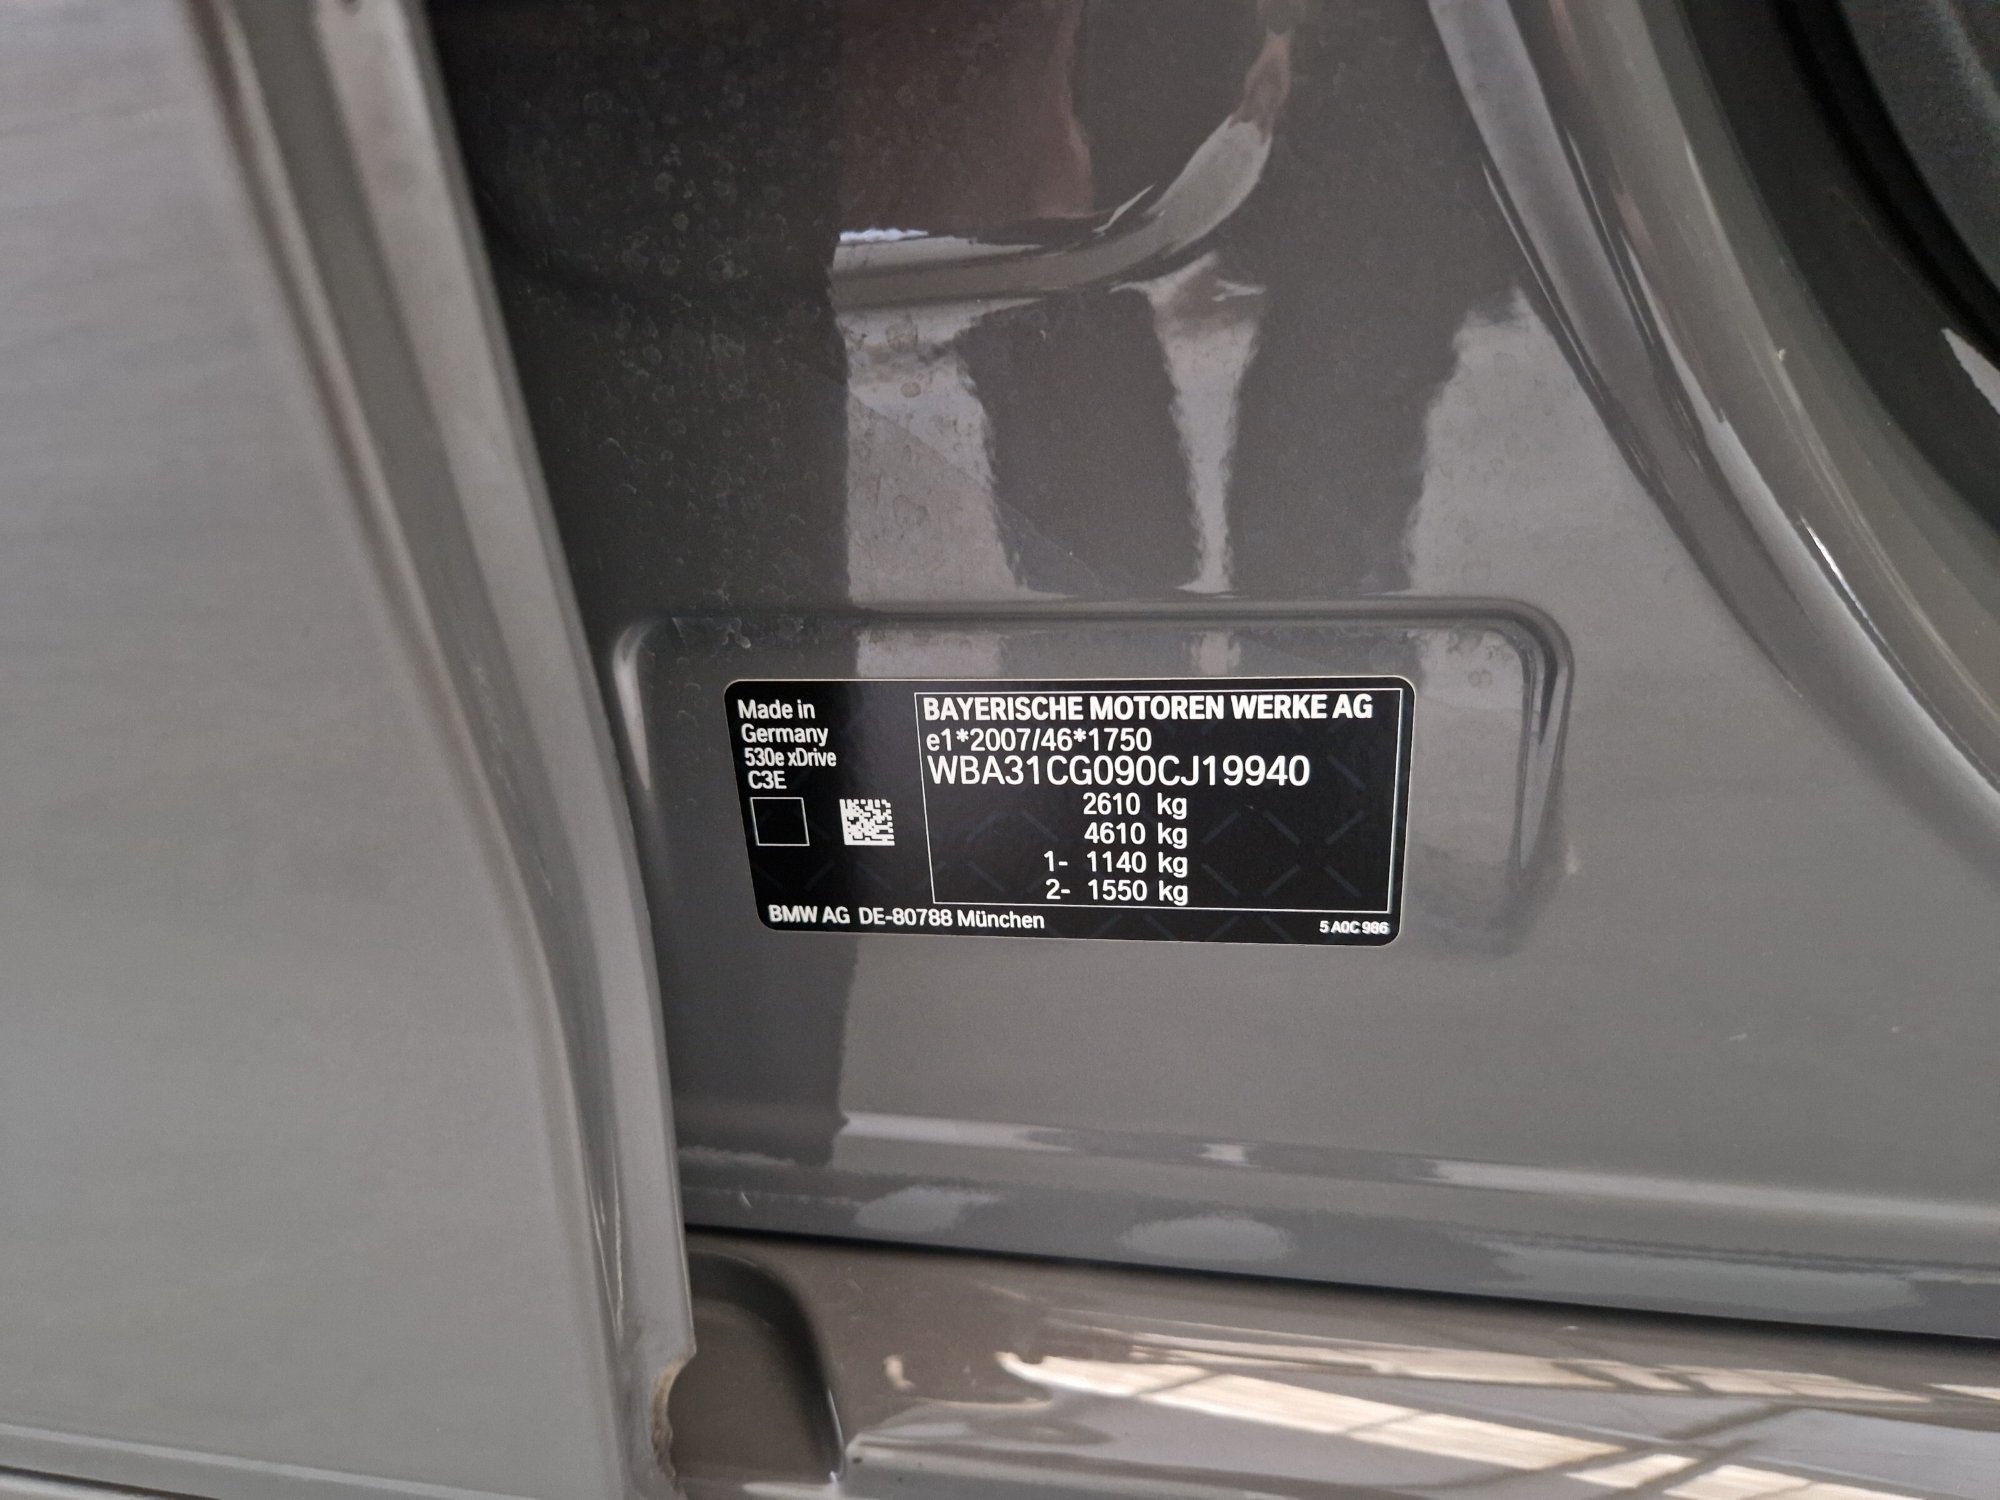 Made in
Germany
530e xDrive
C3E
BAYERISCHE MOTOREN WERKE AG
e1*2007/46*1750
WBA31CG090CJ19940
2610 kg
4610 kg
1- 1140 kg
2- 1550 kg
BMW AG DE-80788 München
5 A0C 986